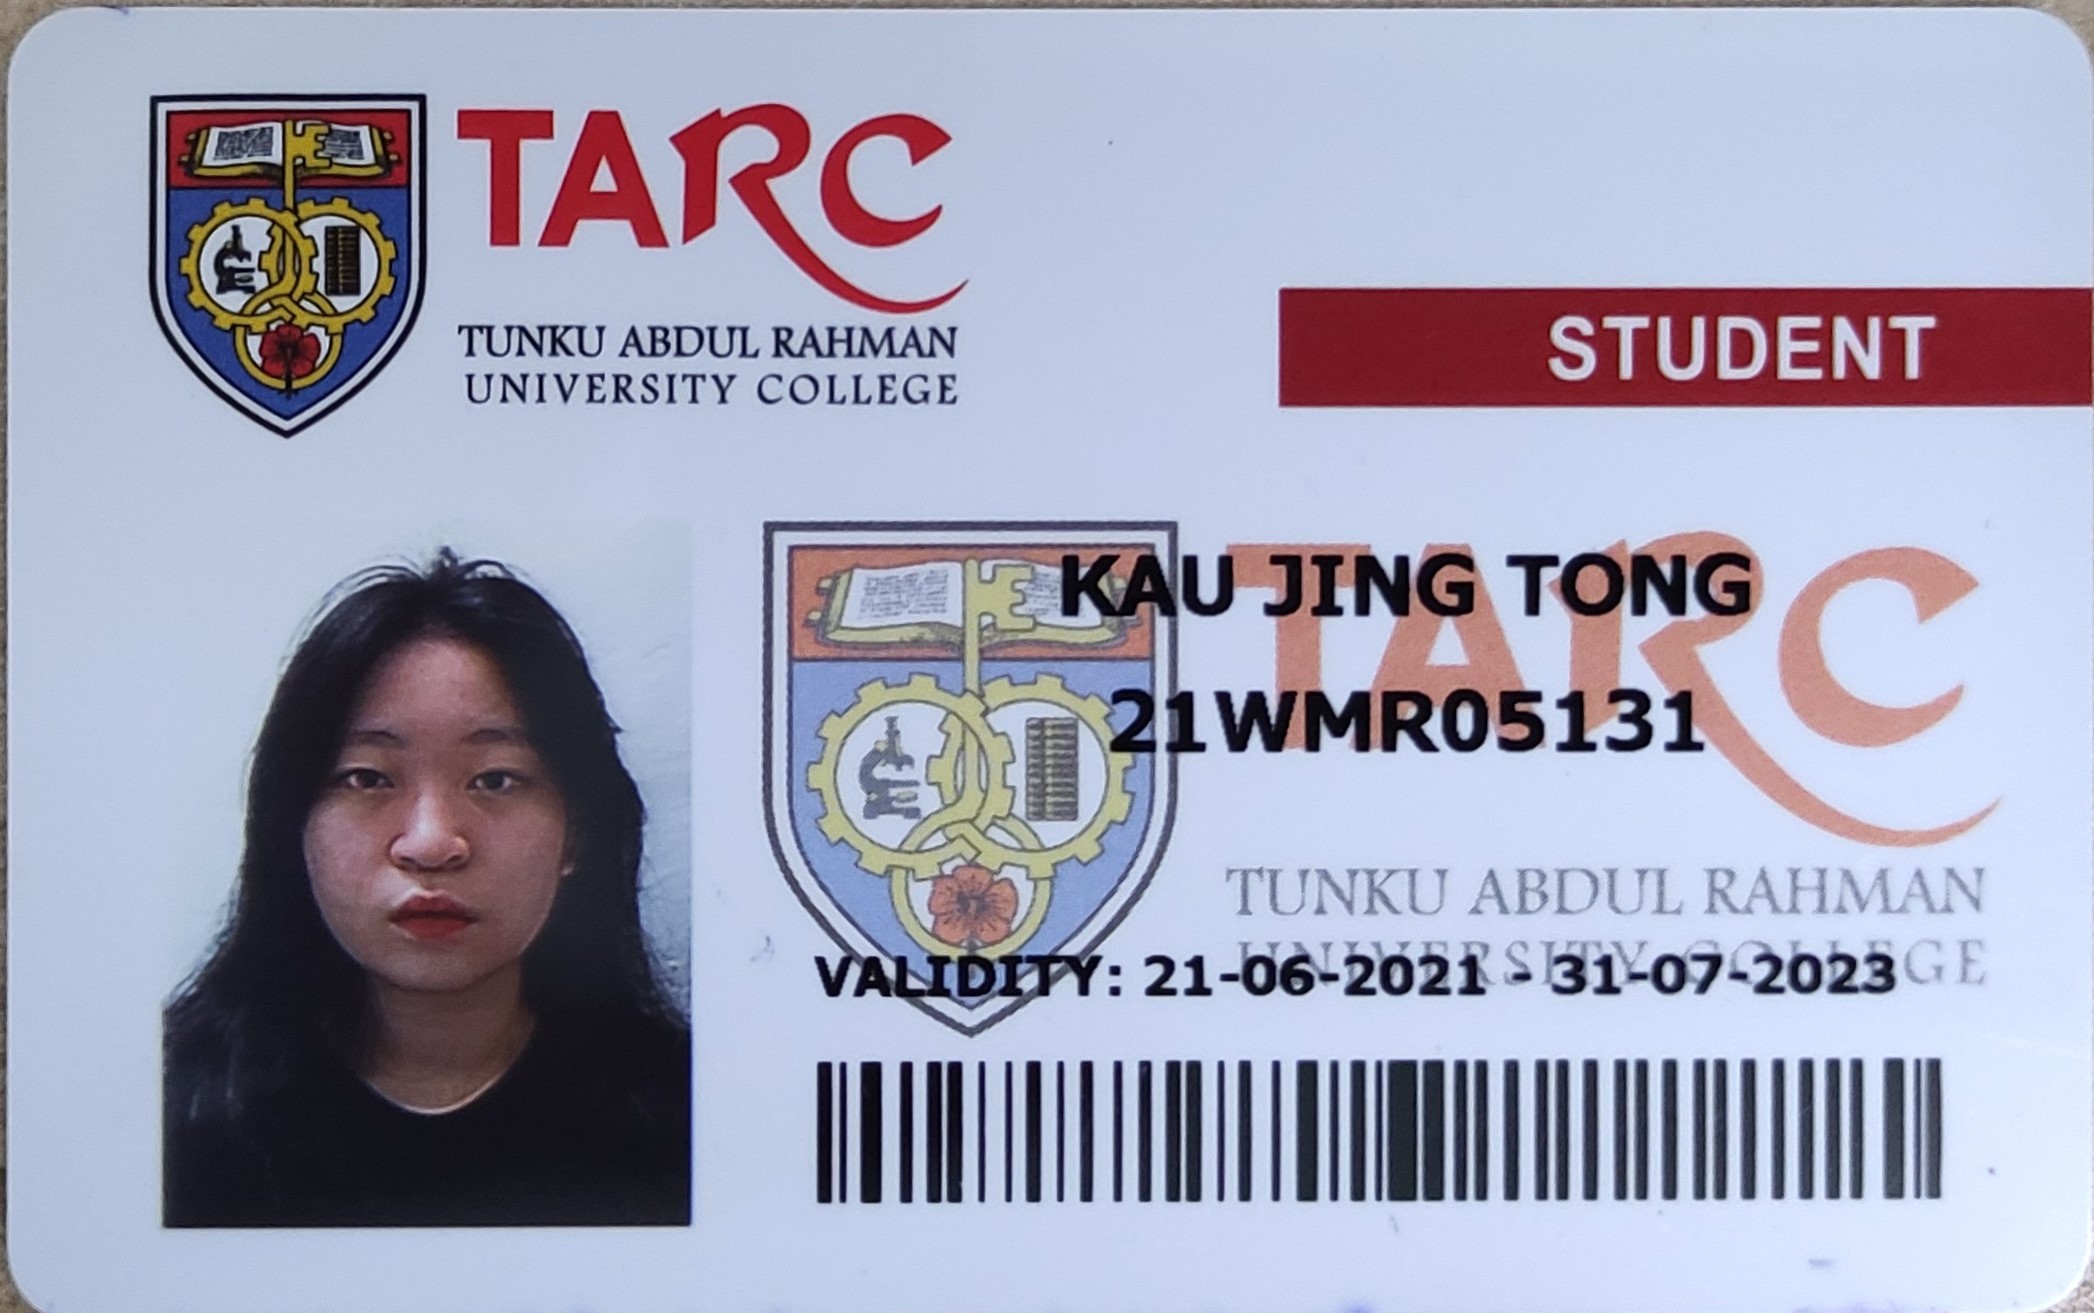 TARC
TUNKU ABDUL RAHMAN
UNIVERSITY COLLEGE
STUDENT
TARC
KAU JING TONG
21WMR05131
TUNKU ABDUL RAHMAN
UNIVERSITY COLLEGE
VALIDITY: 21-06-2021 - 31-07-2023